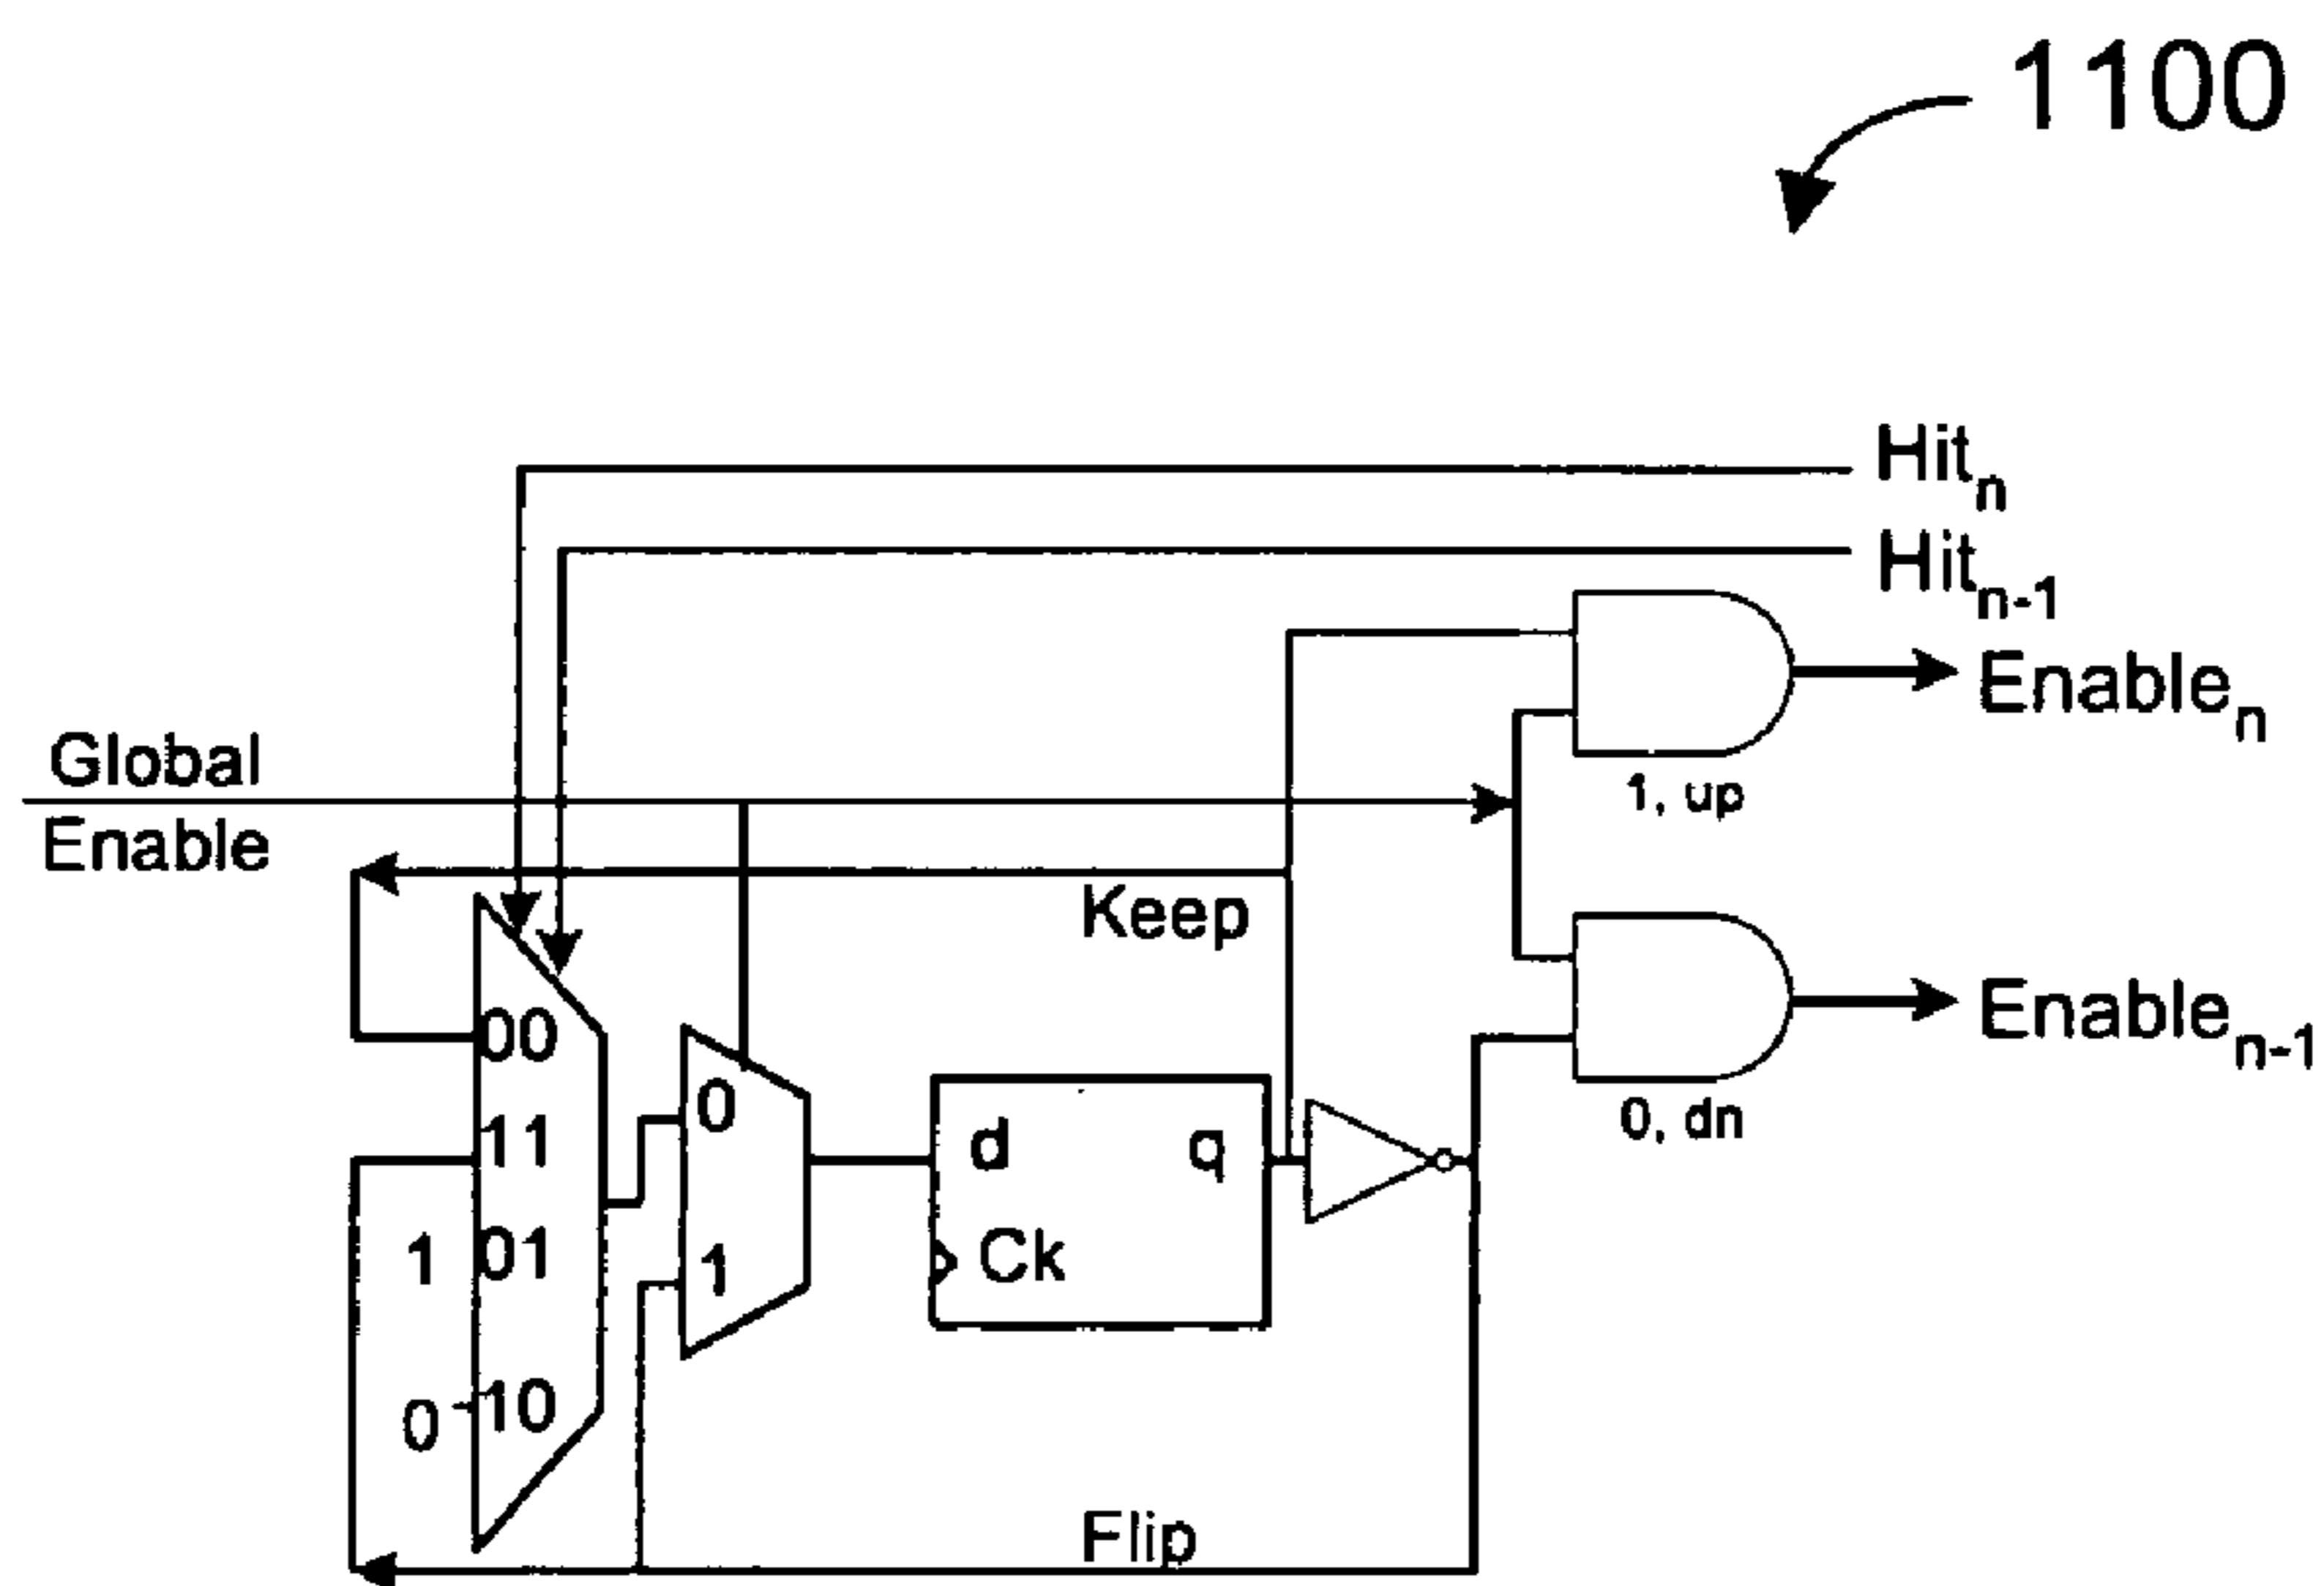 1100
Hitₙ
Hitₙ₋₁
Enableₙ
Global
Enable
1, up
Keep
Enableₙ₋₁
00
0
11
d
q
0, dn
1
01
1
Ck
0
10
Flip